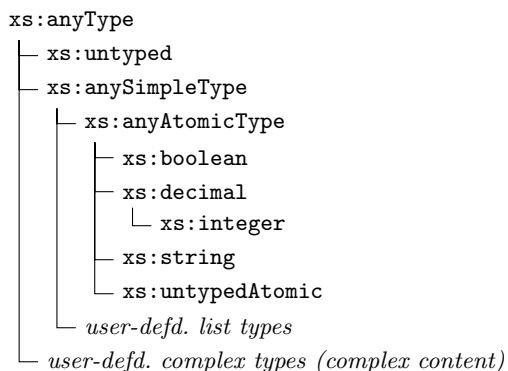 xs:anyType
xs:untyped
xs:anySimpleType
xs:anyAtomicType
xs:boolean
xs:decimal
xs:integer
xs:string
xs:untypedAtomic
user-defd. list types
user-defd. complex types (complex content)